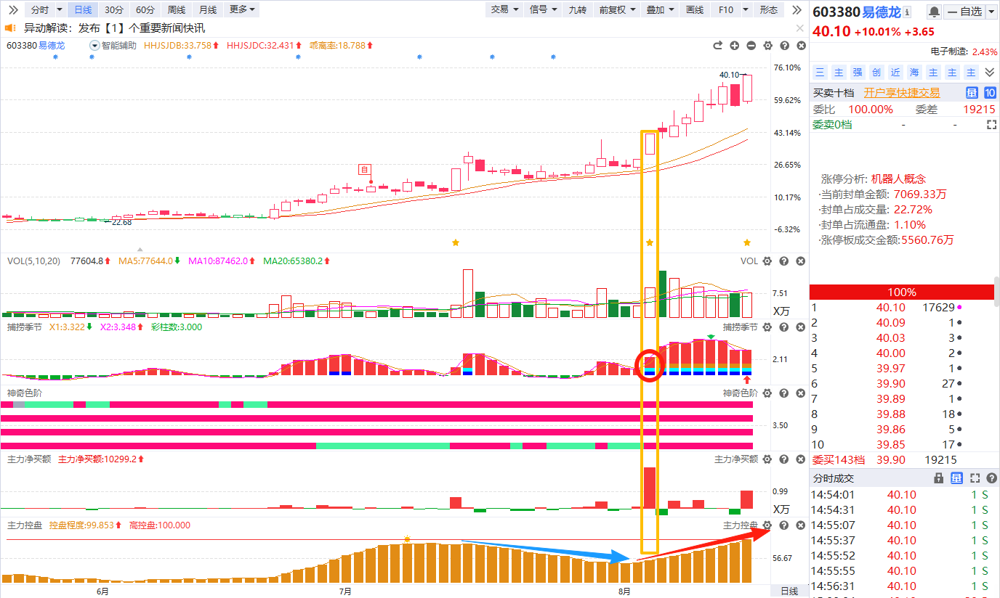 分时 日线 30分 60分 周线 月线 更多 交易 信号 九转 前复权 叠加 画线 F10 形态
异动解读：发布【1】个重要新闻快讯
603380易德龙 智能辅助 HHJSJDB:33.758 HHJSJDC:32.431 乖离率:18.788
76.10%
40.10
59.62%
43.14%
自
26.65%
10.17%
22.68
-6.32%
VOL(5,10,20) 77604.8 MA5:77644.0 MA10:87462.0 MA20:65380.2 VOL
7.51
X万
捕捞季节 X1:3.322 X2:3.348 彩柱数:3.000 捕捞季节
2.11
神奇色阶 神奇色阶
3.50
主力净买额 主力净买额:10299.2 主力净买额
0.99
X万
主力控盘 控盘程度:99.853 高控盘:100.000 主力控盘
56.67
6月 7月 8月 日线
603380易德龙 自选
40.10 +10.01% +3.65
电子制造: 2.43%
三 主 强 创 近 海 主 主 主
买卖十档 开户享快捷交易 量 10
委比 100.00% 委差 19215
委卖0档 - -
涨停分析: 机器人概念
·当前封单金额: 7069.33万
·封单占成交量: 22.72%
·封单占流通盘: 1.10%
·涨停板成交金额:5560.76万
100%
1 40.10 17629
2 40.09 1
3 40.03 3
4 40.00 2
5 39.97 1
6 39.90 27
7 39.89 1
8 39.88 18
9 39.86 5
10 39.85 17
委买143档 39.90 19215
分时成交 量
14:54:01 40.10 1 S
14:54:31 40.10 1 S
14:55:07 40.10 1 S
14:55:37 40.10 1 S
14:55:52 40.10 1 S
14:55:55 40.10 1 S
14:56:31 40.10 1 S